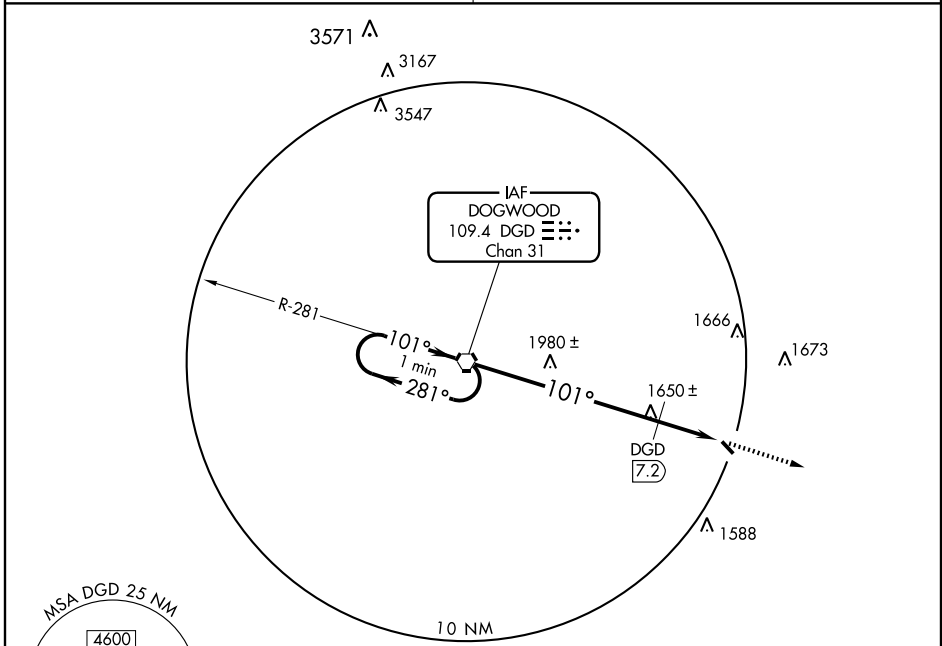 3571
3167
3547
IAF
DOGWOOD
109.4 DGD
Chan 31
R-281
101°
1 min
281°
1980 ±
101°
1666
1673
1650 ±
DGD
7.2
1588
MSA DGD 25 NM
4600
10 NM